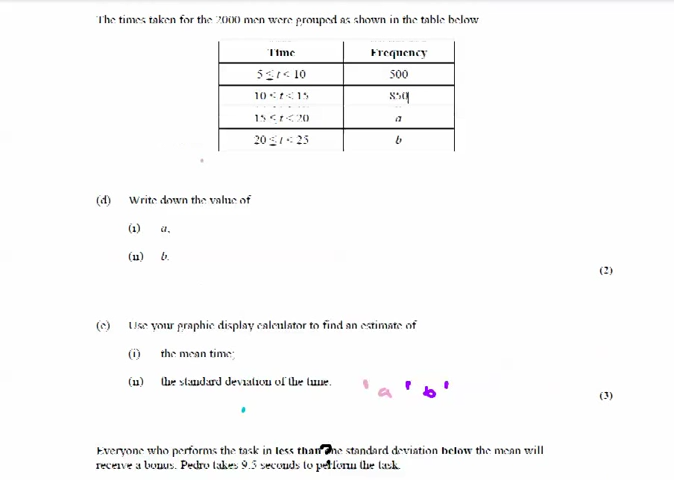 The times taken for the 2000 men were grouped as shown in the table below
Time Frequency
5 ≤ t < 10 500
10 < t < 15 850
15 ≤ t < 20 a
20 ≤ t < 25 b
(d) Write down the value of
(i) a,
(ii) b.
(2)
(e) Use your graphic display calculator to find an estimate of
(i) the mean time;
(ii) the standard deviation of the time. 'a' b'
(3)
Everyone who performs the task in less than ? standard deviation below the mean will
receive a bonus. Pedro takes 9.5 seconds to perform the task.